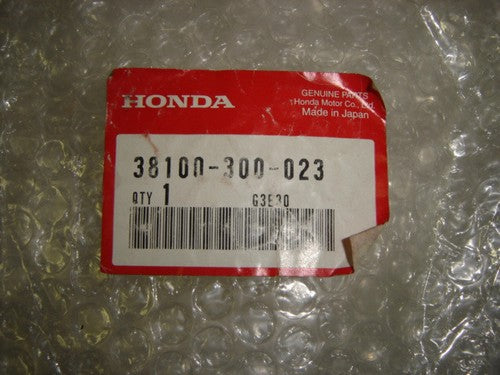 HONDA
GENUINE PARTS
Honda Motor Co., Ltd.
Made in Japan
38100-300-023
QTY 1 G3E30